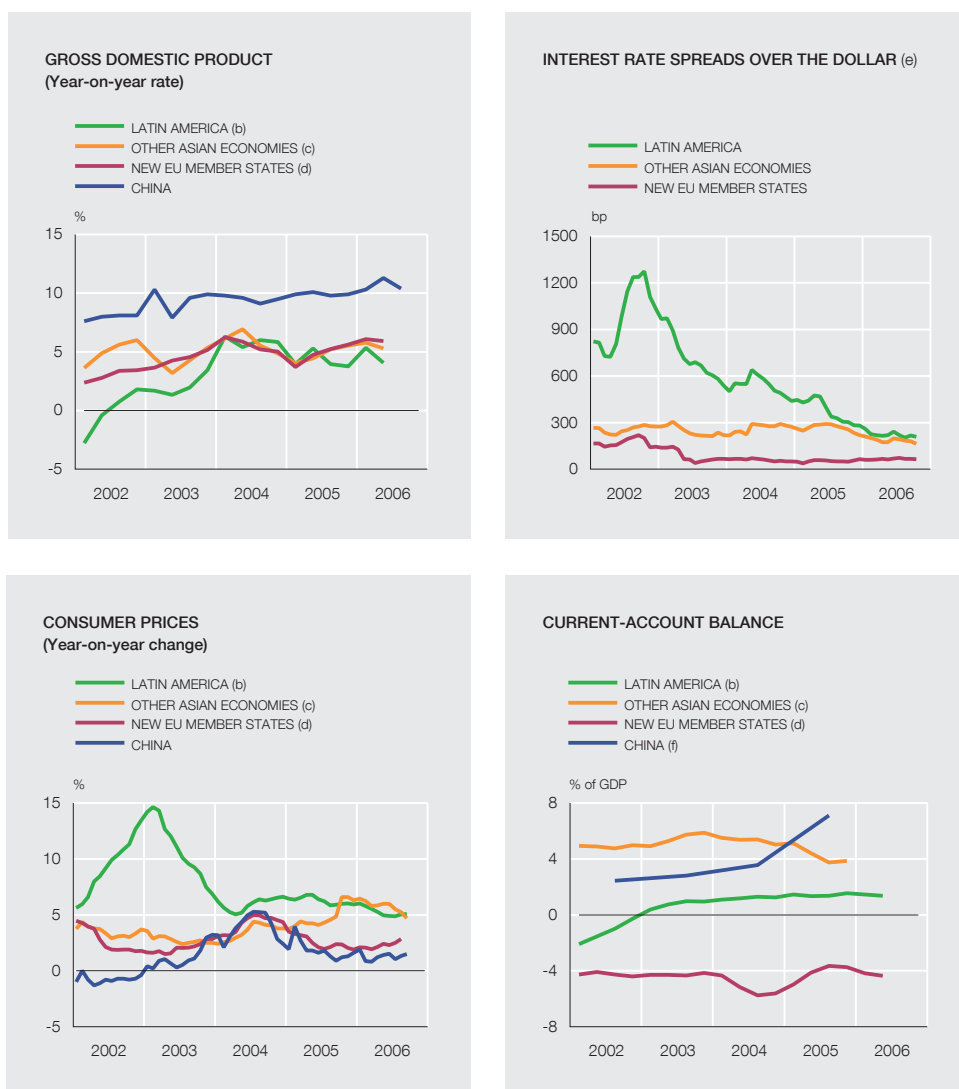 GROSS DOMESTIC PRODUCT
(Year-on-year rate)
LATIN AMERICA (b)
OTHER ASIAN ECONOMIES (c)
NEW EU MEMBER STATES (d)
CHINA
%
15
10
5
0
-5
2002 2003 2004 2005 2006
INTEREST RATE SPREADS OVER THE DOLLAR (e)
LATIN AMERICA
OTHER ASIAN ECONOMIES
NEW EU MEMBER STATES
bp
1500
1200
900
600
300
0
2002 2003 2004 2005 2006
CONSUMER PRICES
(Year-on-year change)
LATIN AMERICA (b)
OTHER ASIAN ECONOMIES (c)
NEW EU MEMBER STATES (d)
CHINA
%
15
10
5
0
-5
2002 2003 2004 2005 2006
CURRENT-ACCOUNT BALANCE
LATIN AMERICA (b)
OTHER ASIAN ECONOMIES (c)
NEW EU MEMBER STATES (d)
CHINA (f)
% of GDP
8
4
0
-4
-8
2002 2003 2004 2005 2006